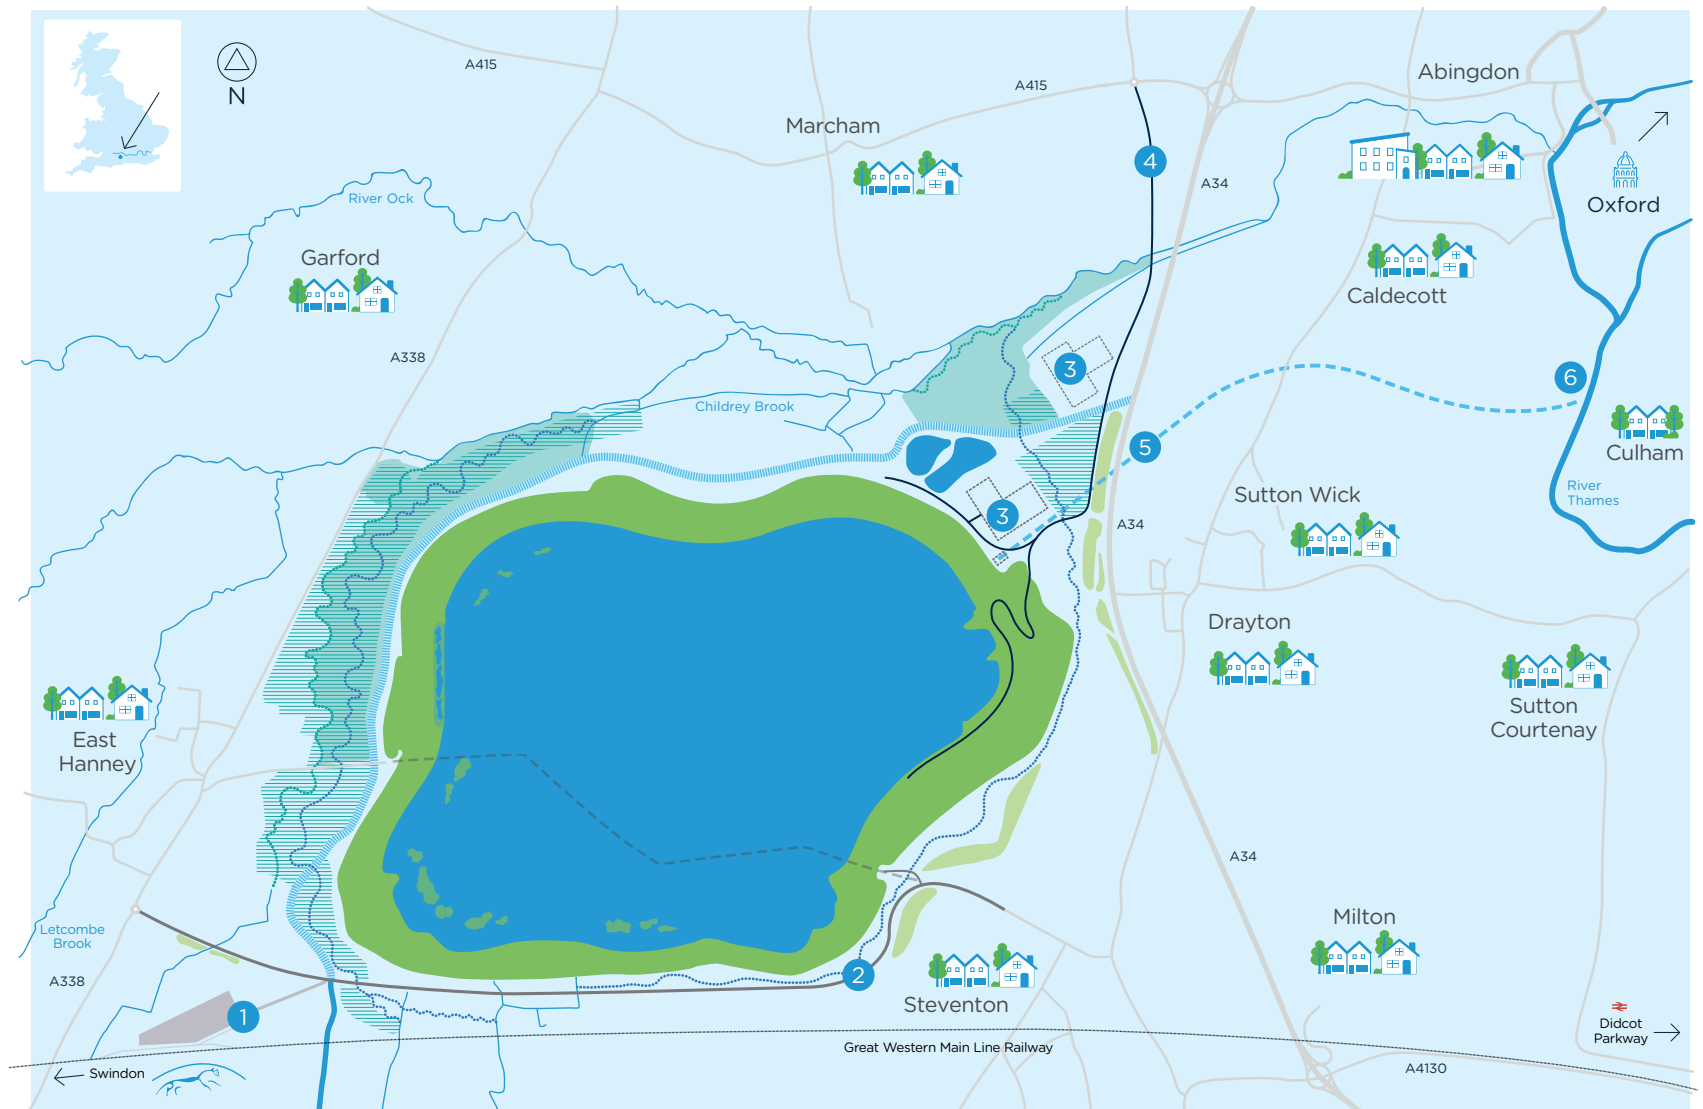 N
A415
A415
Abingdon
Marcham
4
A34
River Ock
Oxford
Garford
Caldecott
A338
3
6
Childrey Brook
5
Culham
River
Thames
Sutton Wick
3
A34
Drayton
Sutton
Courtenay
East
Hanney
A34
Milton
Letcombe
Brook
A338
2
Steventon
1
Didcot
Parkway
Great Western Main Line Railway
Swindon
A4130